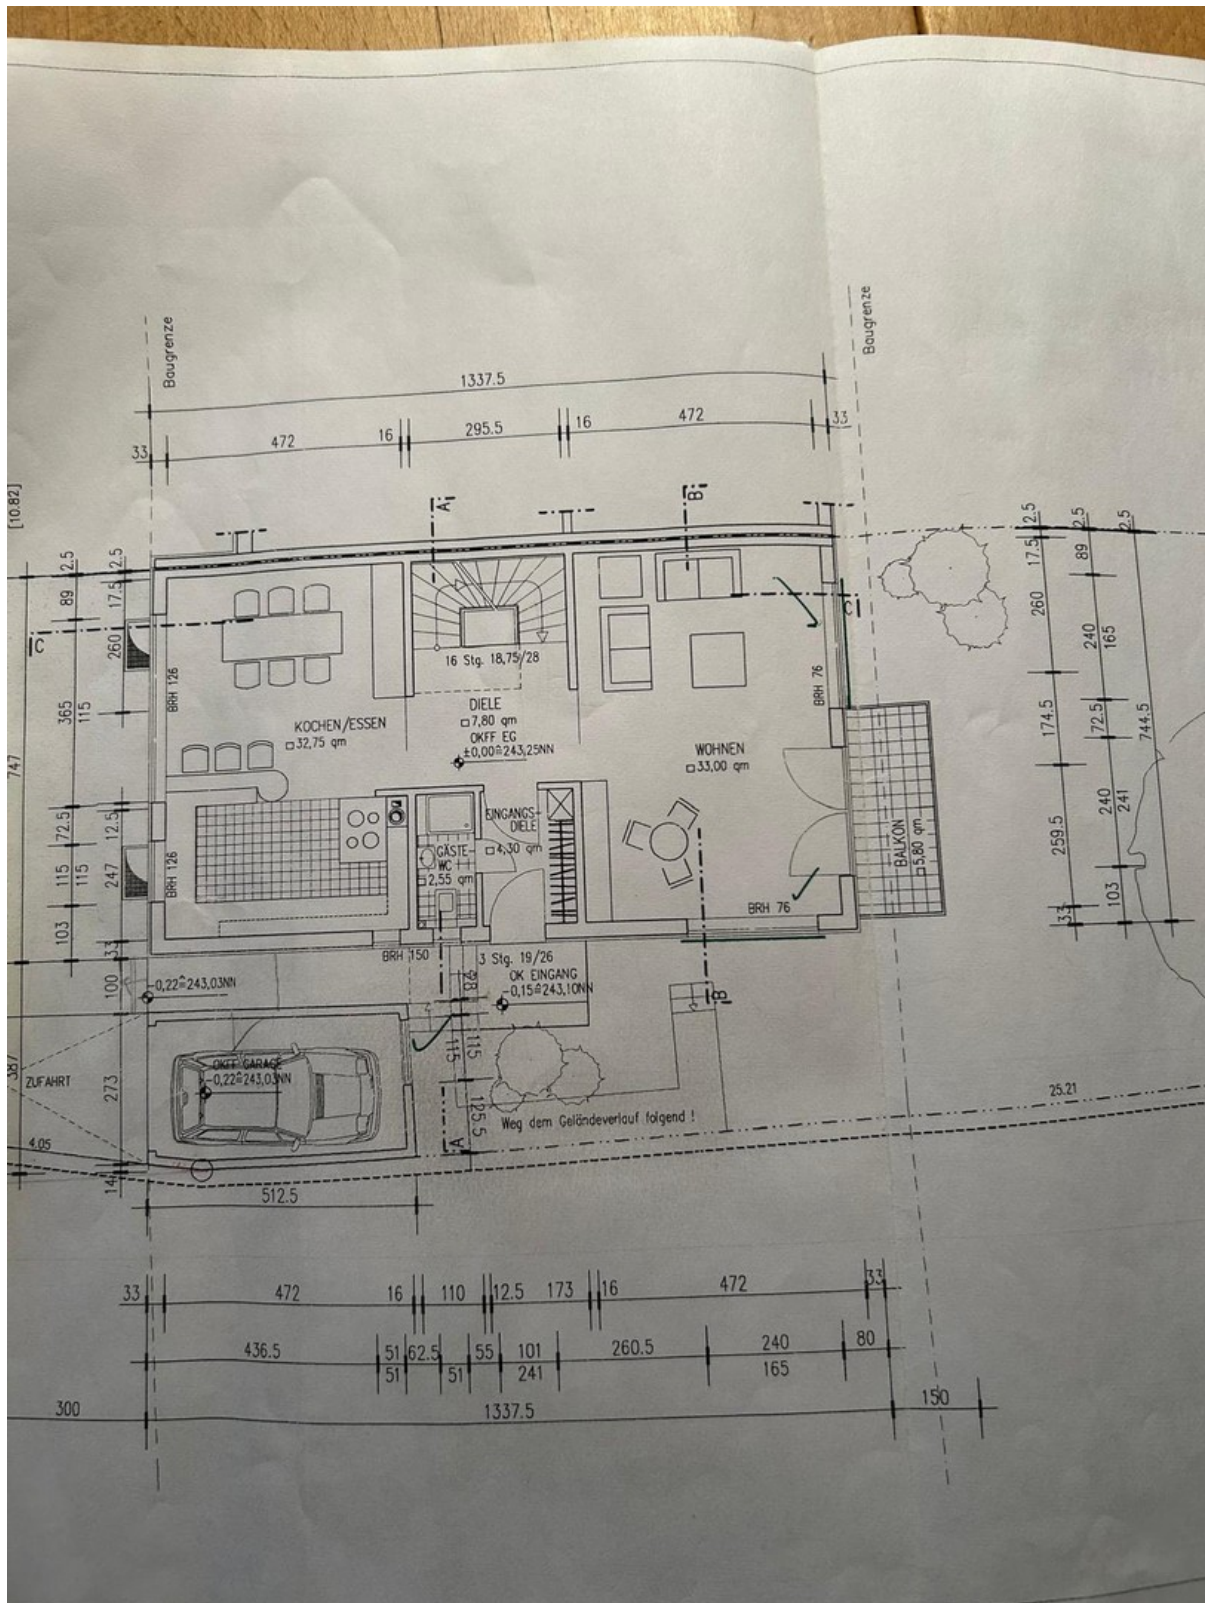 Baugrenze
Baugrenze
1337.5
33
472
16
295.5
16
472
33
[10.82]
A
B
2.5
2.5
89
17.5
260
C
365
115
747
72.5
12.5
115
115
247
103
33
100
387
273
14
2.5
17.5
260
174.5
259.5
33
2.5
89
240
165
72.5
240
241
103
2.5
744.5
C
BRH 126
BRH 126
16 Stg. 18,75/28
KOCHEN/ESSEN
32,75 qm
DIELE
7,80 qm
OKFF EG
±0,00≙243,25NN
WOHNEN
33,00 qm
BRH 76
EINGANGS-
DIELE
4,30 qm
GÄSTE-
WC
2,55 qm
BALKON
5,80 qm
BRH 76
BRH 150
3 Stg. 19/26
OK EINGANG
-0,15≙243,10NN
-0,22≙243,03NN
B
OKFF GARAGE
-0,22≙243,03NN
ZUFAHRT
115
115
125.5
A
Weg dem Geländeverlauf folgend !
25.21
4.05
512.5
33
472
16
110
12.5
173
16
472
33
436.5
51
51
62.5
51
55
101
241
260.5
240
165
80
300
1337.5
150